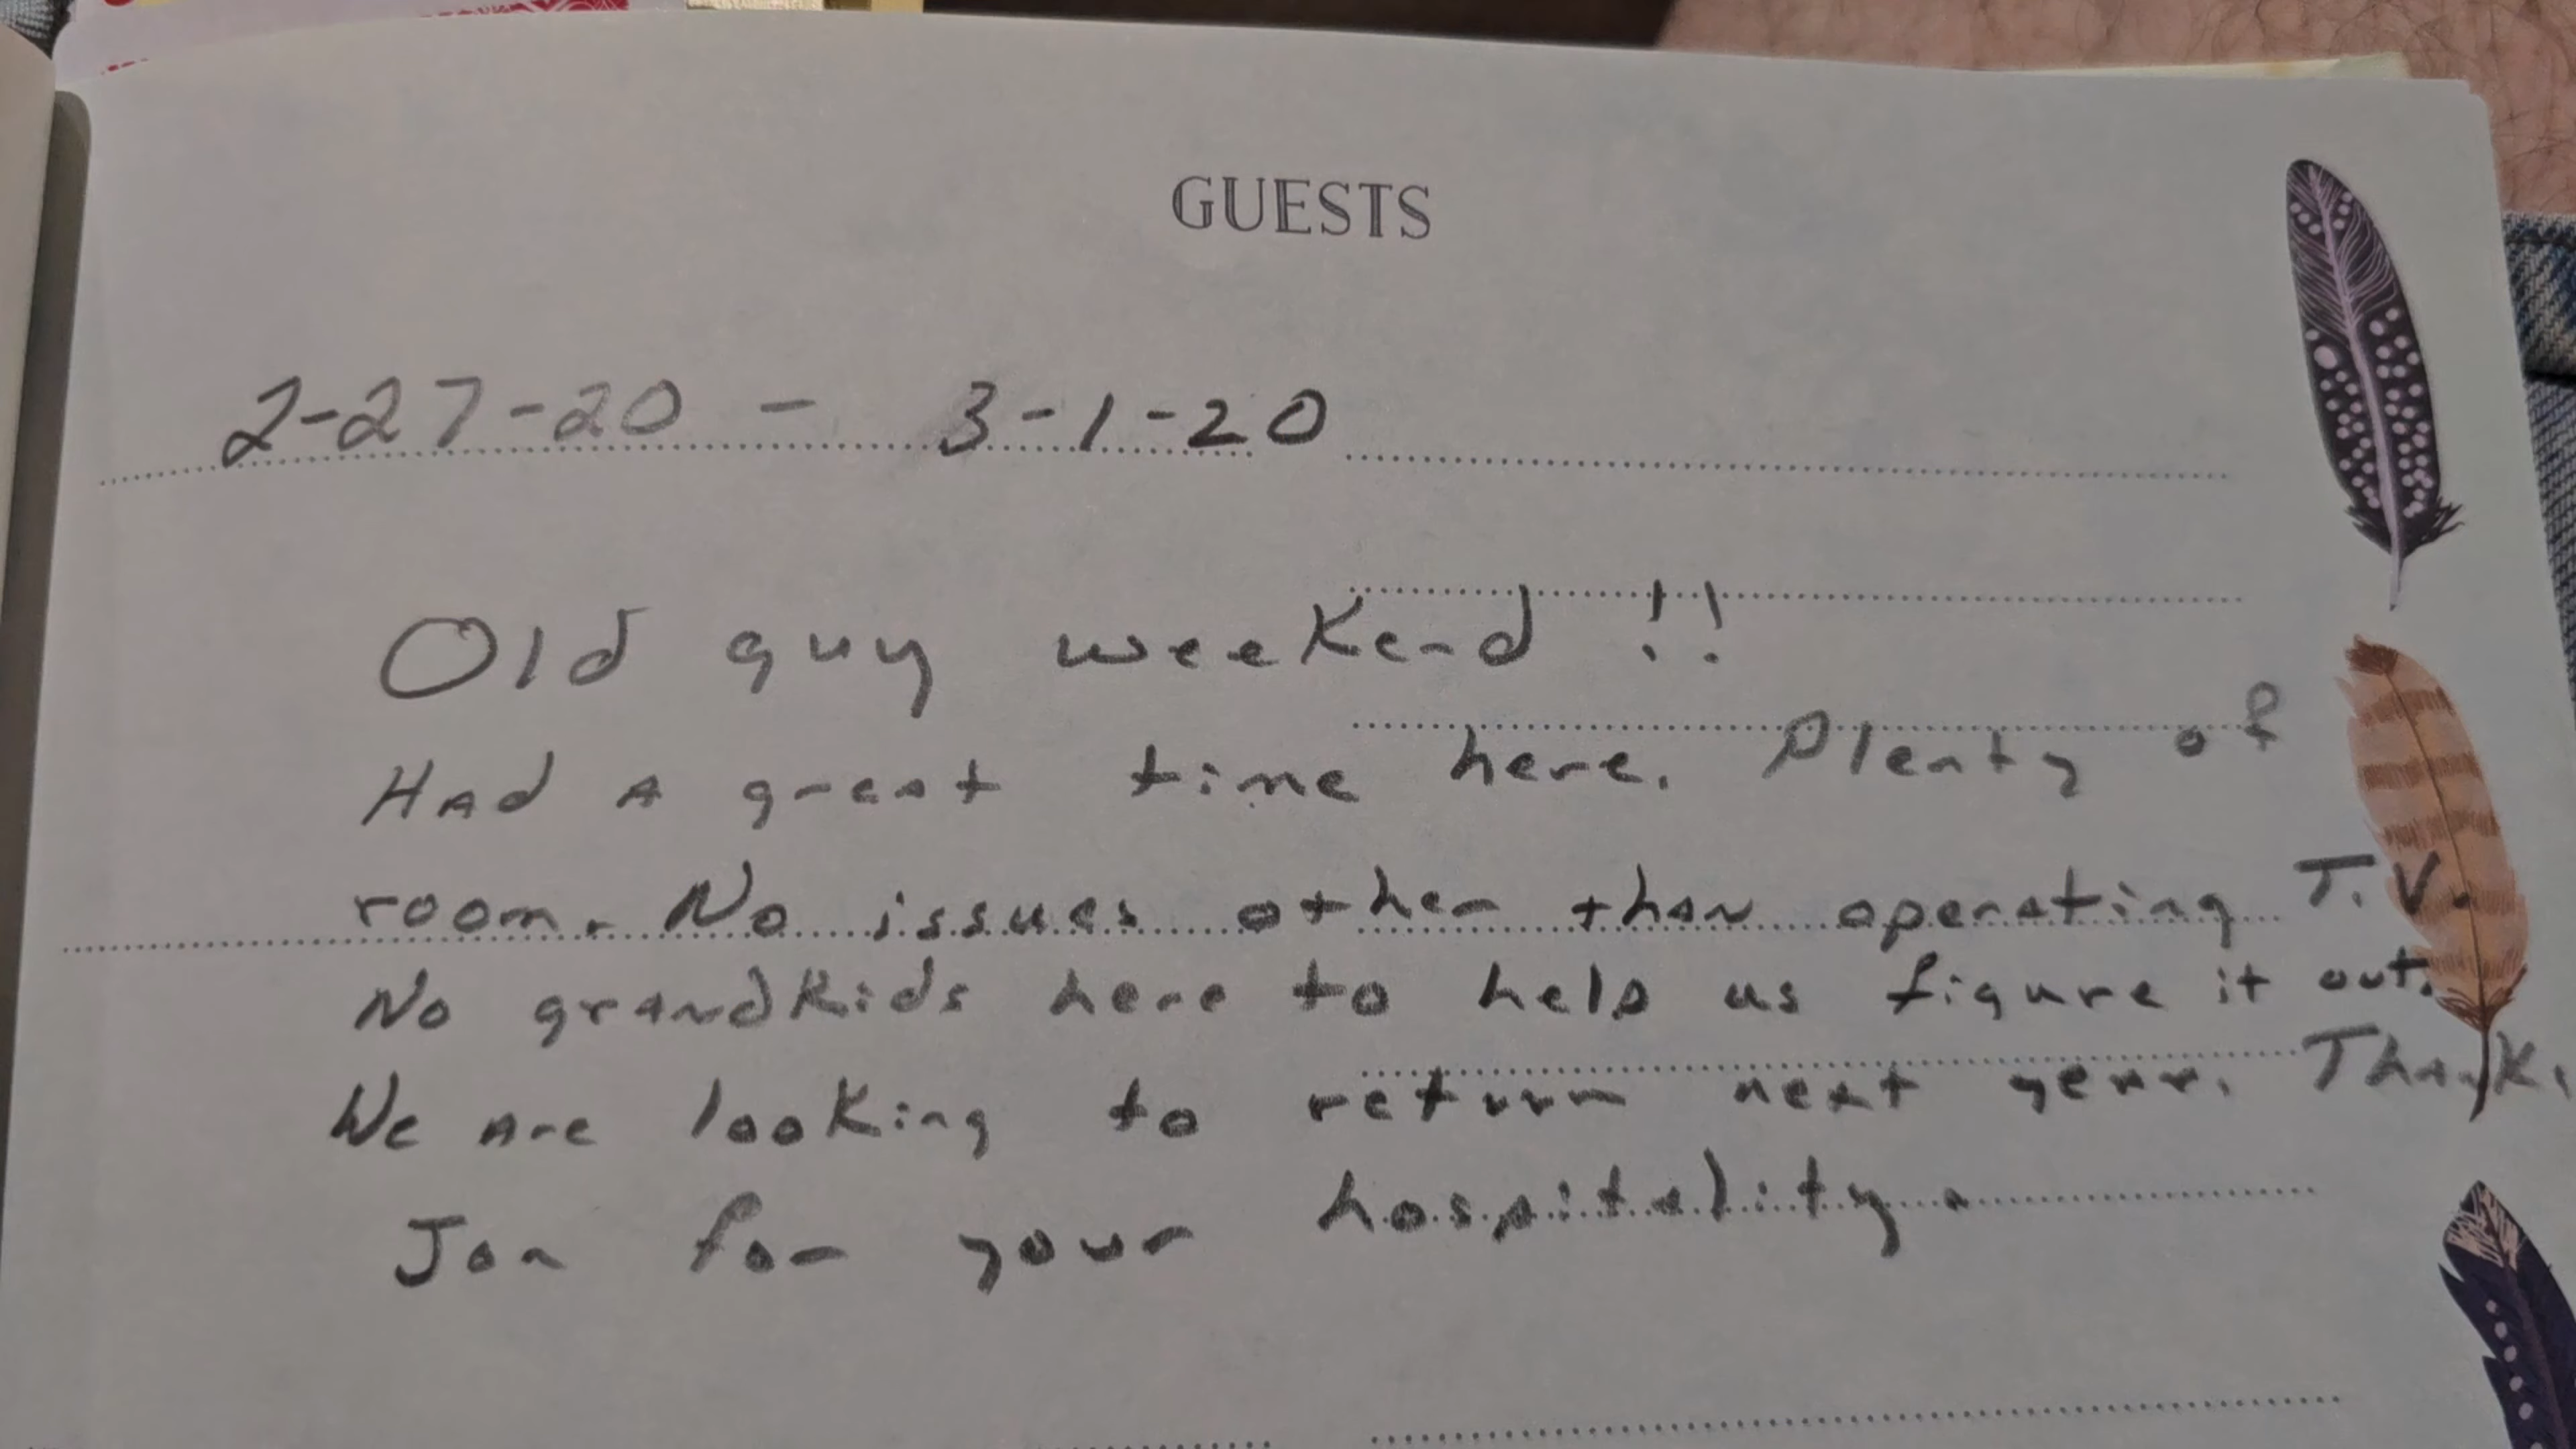 GUESTS
2-27-20 - 3-1-20
Old guy weekend !!
Had a great time here. Plenty of
room. No issues other than operating T.V.
No grandkids here to help us figure it out.
We are looking to return next year. Thanks
Jon for your hospitality.